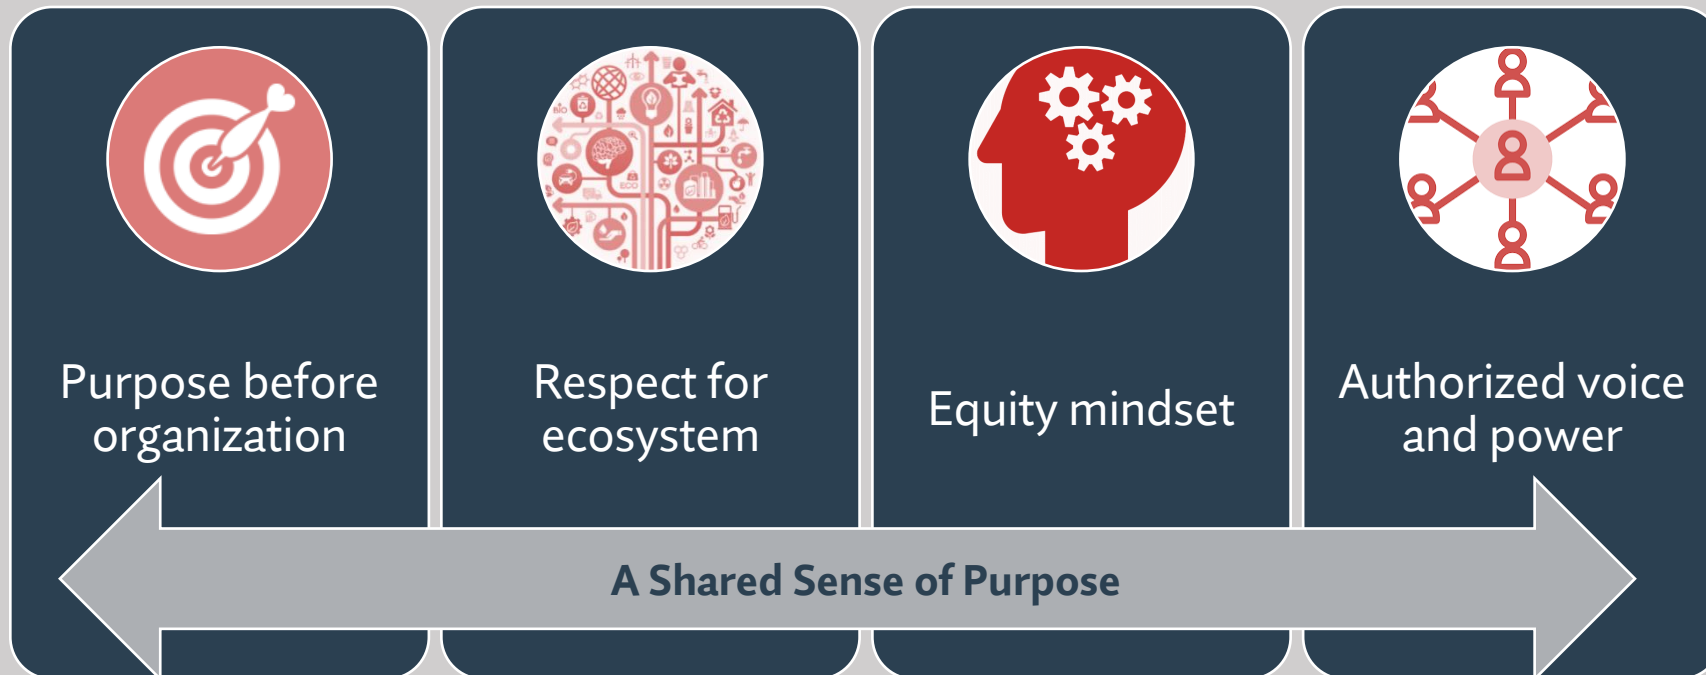 Purpose before
organization
Respect for
ecosystem
Equity mindset
Authorized voice
and power
A Shared Sense of Purpose